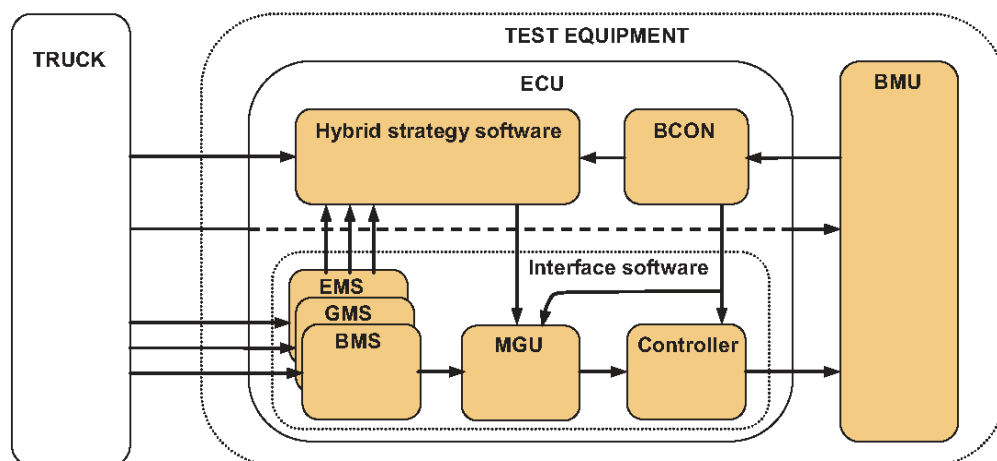 TEST EQUIPMENT
TRUCK
ECU
BMU
Hybrid strategy software
BCON
Interface software
EMS
GMS
BMS
MGU
Controller